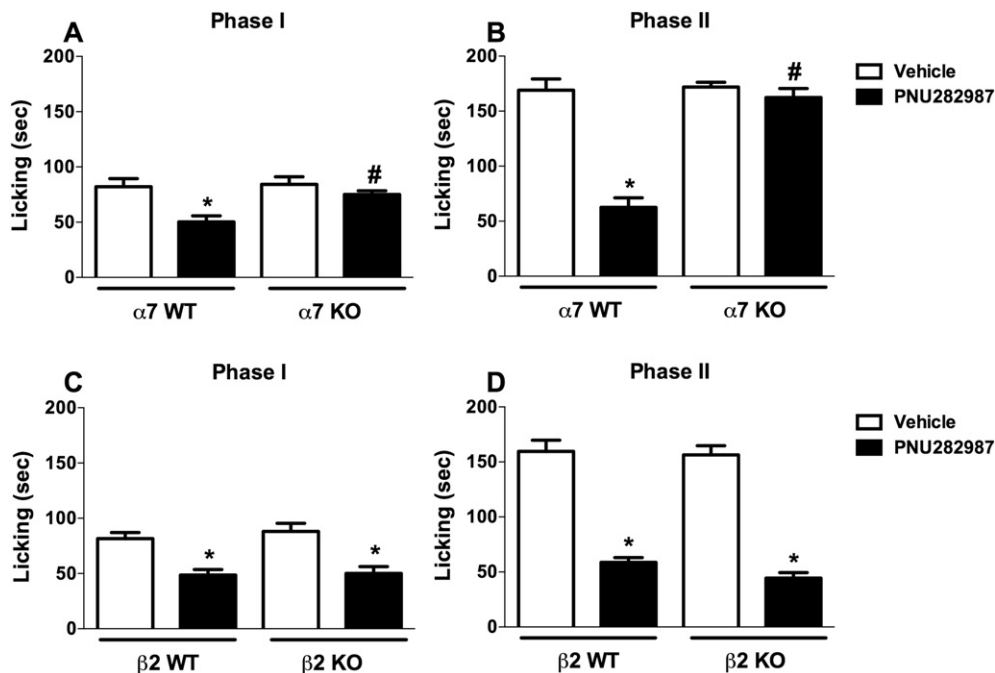 A
Phase I
Licking (sec)
200
150
100
50
0
*
#
α7 WT
α7 KO
B
Phase II
Licking (sec)
200
150
100
50
0
*
#
α7 WT
α7 KO
Vehicle
PNU282987
C
Phase I
Licking (sec)
200
150
100
50
0
*
*
β2 WT
β2 KO
D
Phase II
Licking (sec)
200
150
100
50
0
*
*
β2 WT
β2 KO
Vehicle
PNU282987